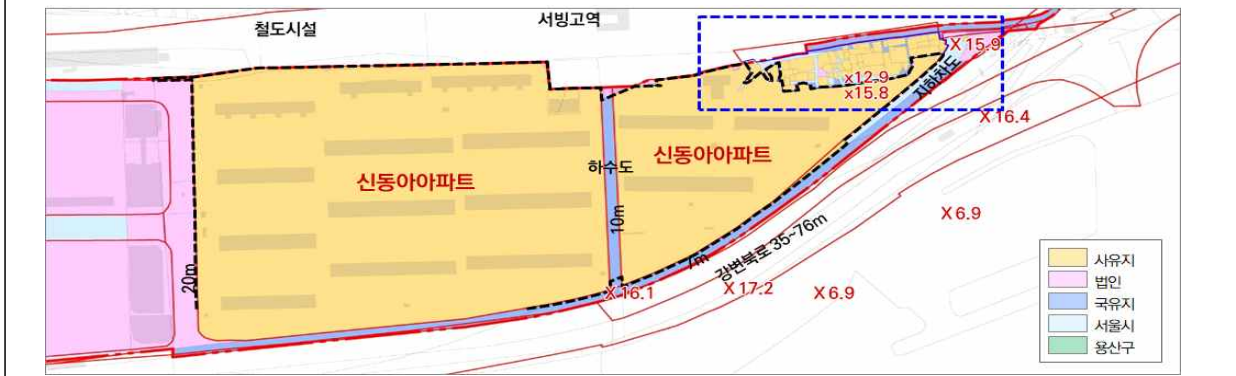 철도시설
서빙고역
X 15.9
x12.9
x15.8
지하차도
X 16.4
신동아아파트
하수도
신동아아파트
10m
20m
7m
강변북로 35~76m
X 6.9
X 16.1
X 17.2
X 6.9
사유지
법인
국유지
서울시
용산구